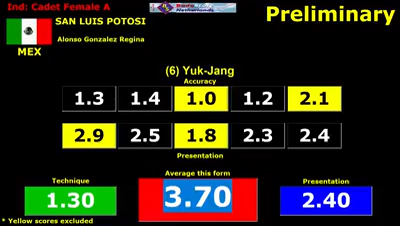 Ind: Cadet Female A
Preliminary
SAN LUIS POTOSI
Alonso Gonzalez Regina
MEX
(6) Yuk-Jang
Accuracy
1.3 1.4 1.0 1.2 2.1
2.9 2.5 1.8 2.3 2.4
Presentation
Technique
1.30
Average this form
3.70
Presentation
2.40
* Yellow scores excluded